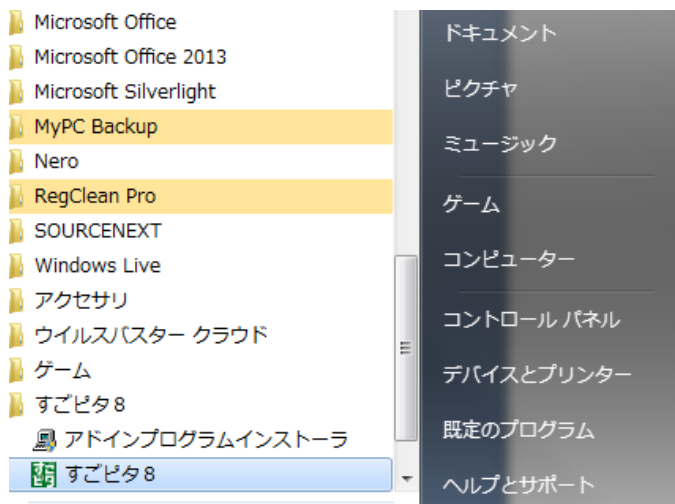 Microsoft Office
Microsoft Office 2013
Microsoft Silverlight
MyPC Backup
Nero
RegClean Pro
SOURCENEXT
Windows Live
アクセサリ
ウイルスバスター クラウド
ゲーム
すごピタ8
アドインプログラムインストーラ
すごピタ8
ドキュメント
ピクチャ
ミュージック
ゲーム
コンピューター
コントロール パネル
デバイスとプリンター
既定のプログラム
ヘルプとサポート